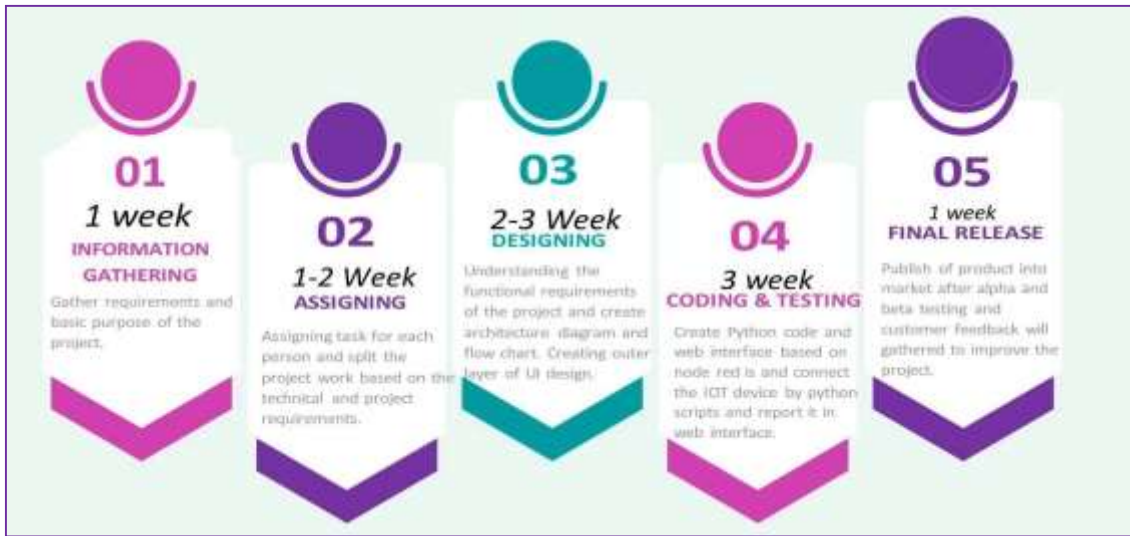 01
1 week
INFORMATION
GATHERING
Gather requirements and
basic purpose of the
project.
02
1-2 Week
ASSIGNING
Assigning task for each
person and split the
project work based on the
technical and project
requirements.
03
2-3 Week
DESIGNING
Understanding the
functional requirements
of the project and create
architecture diagram and
flow chart. Creating outer
layer of UI design.
04
3 week
CODING & TESTING
Create Python code and
web interface based on
node red is and connect
the IOT device by python
scripts and report it in
web interface.
05
1 week
FINAL RELEASE
Publish of product into
market after alpha and
beta testing and
customer feedback will
gathered to improve the
project.